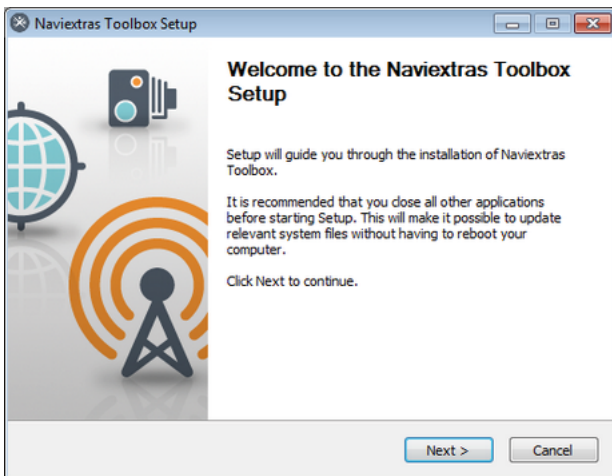 Naviextras Toolbox Setup
Welcome to the Naviextras Toolbox
Setup
Setup will guide you through the installation of Naviextras
Toolbox.
It is recommended that you close all other applications
before starting Setup. This will make it possible to update
relevant system files without having to reboot your
computer.
Click Next to continue.
Next >
Cancel